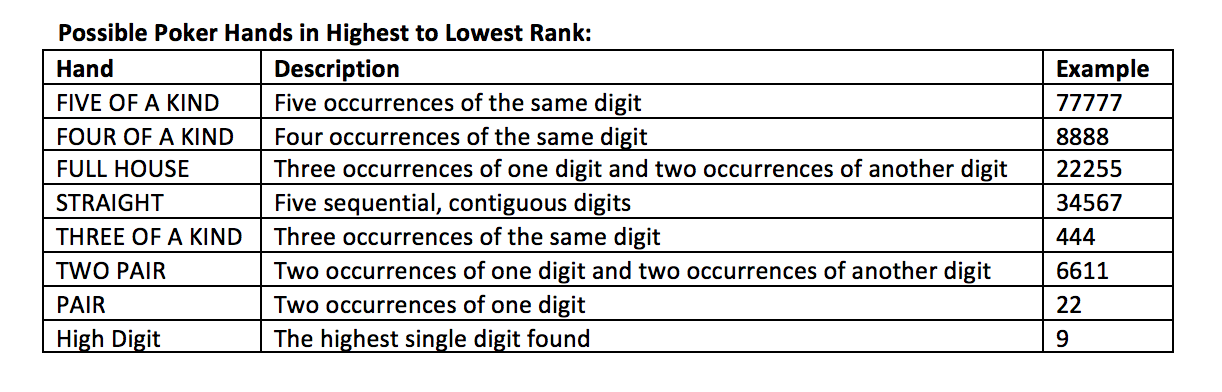 Possible Poker Hands in Highest to Lowest Rank:
Hand Description Example
FIVE OF A KIND Five occurrences of the same digit 77777
FOUR OF A KIND Four occurrences of the same digit 8888
FULL HOUSE Three occurrences of one digit and two occurrences of another digit 22255
STRAIGHT Five sequential, contiguous digits 34567
THREE OF A KIND Three occurrences of the same digit 444
TWO PAIR Two occurrences of one digit and two occurrences of another digit 6611
PAIR Two occurrences of one digit 22
High Digit The highest single digit found 9